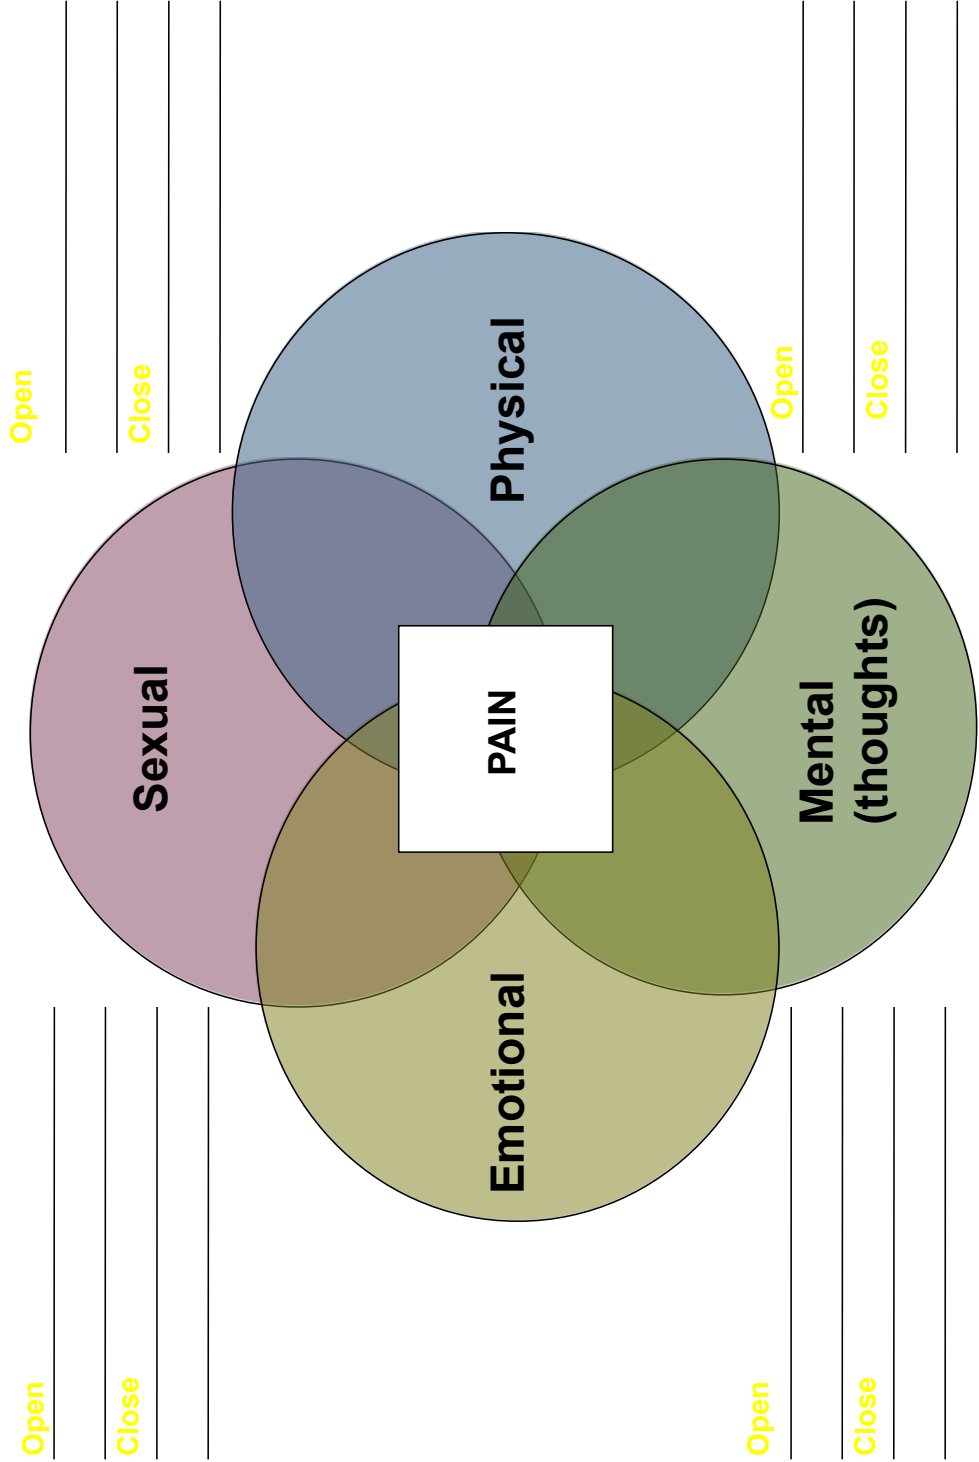 Open
Close
Open
Close
Sexual
Emotional
PAIN
Physical
Mental
(thoughts)
Open
Close
Open
Close